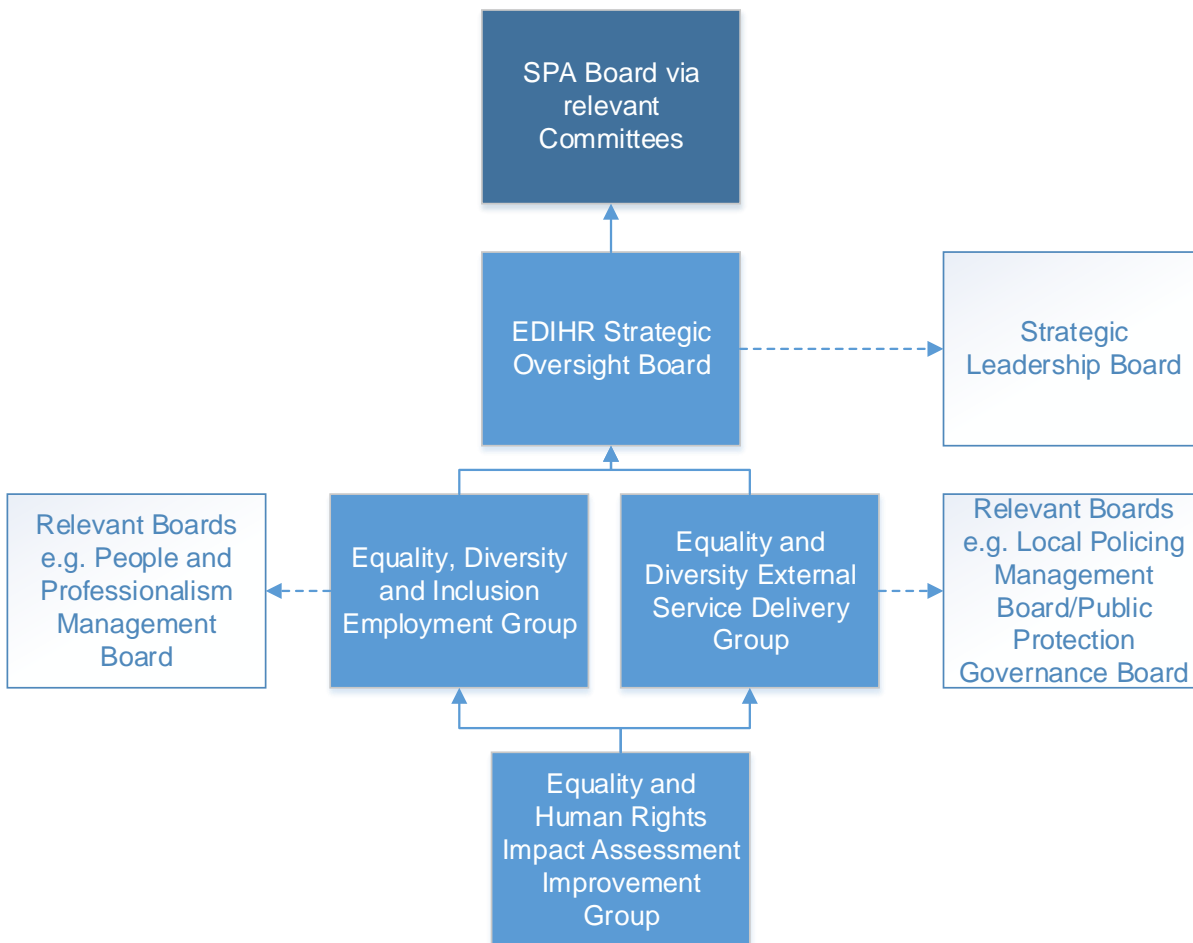 SPA Board via
relevant
Committees
EDIHR Strategic
Oversight Board
Strategic
Leadership Board
Relevant Boards
e.g. People and
Professionalism
Management
Board
Equality, Diversity
and Inclusion
Employment Group
Equality and
Diversity External
Service Delivery
Group
Relevant Boards
e.g. Local Policing
Management
Board/Public
Protection
Governance Board
Equality and
Human Rights
Impact Assessment
Improvement
Group